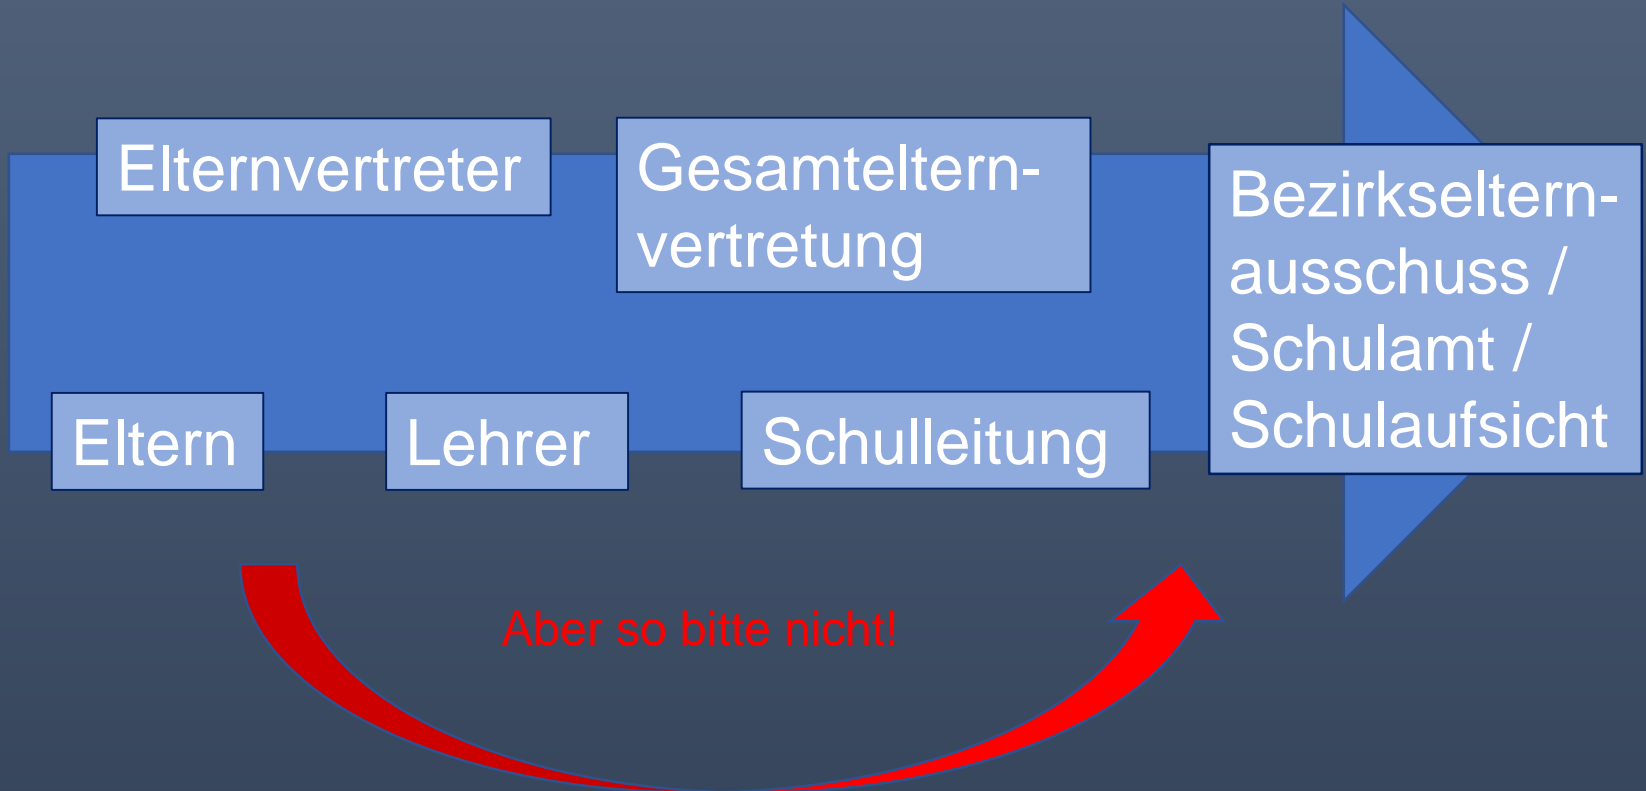 Elternvertreter
Gesamteltern-
vertretung
Bezirkseltern-
ausschuss /
Schulamt /
Schulaufsicht
Eltern
Lehrer
Schulleitung
Aber so bitte nicht!